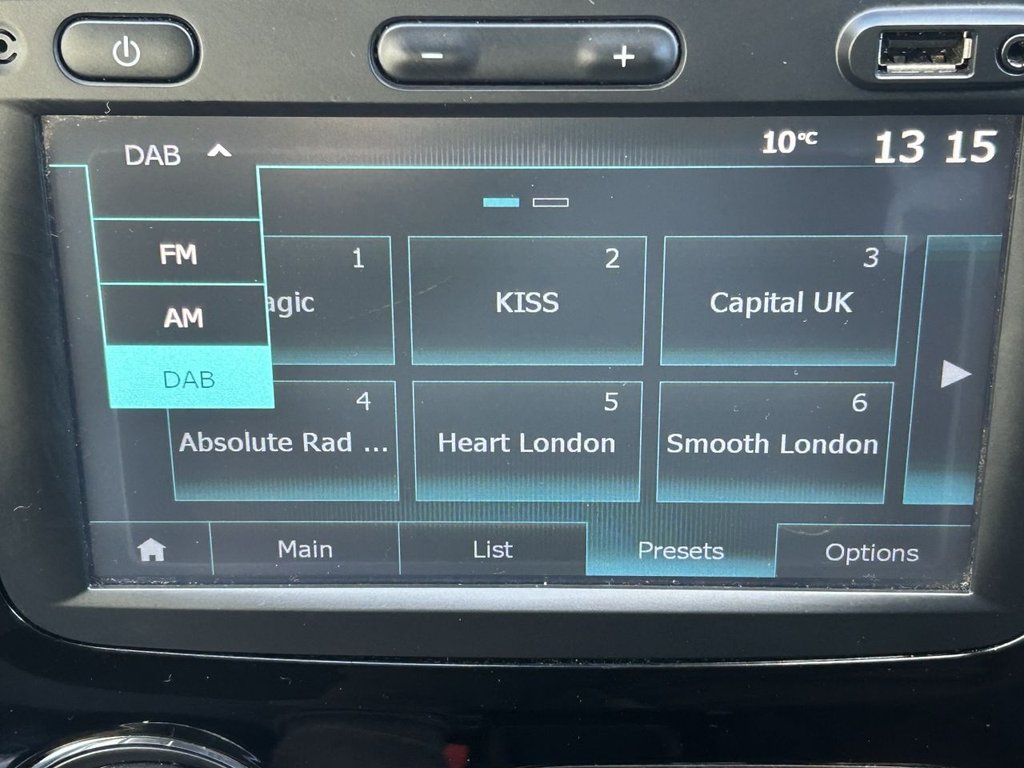 DAB
10°C
13 15
FM
AM
DAB
1
agic
2
KISS
3
Capital UK
4
Absolute Rad ...
5
Heart London
6
Smooth London
Main
List
Presets
Options